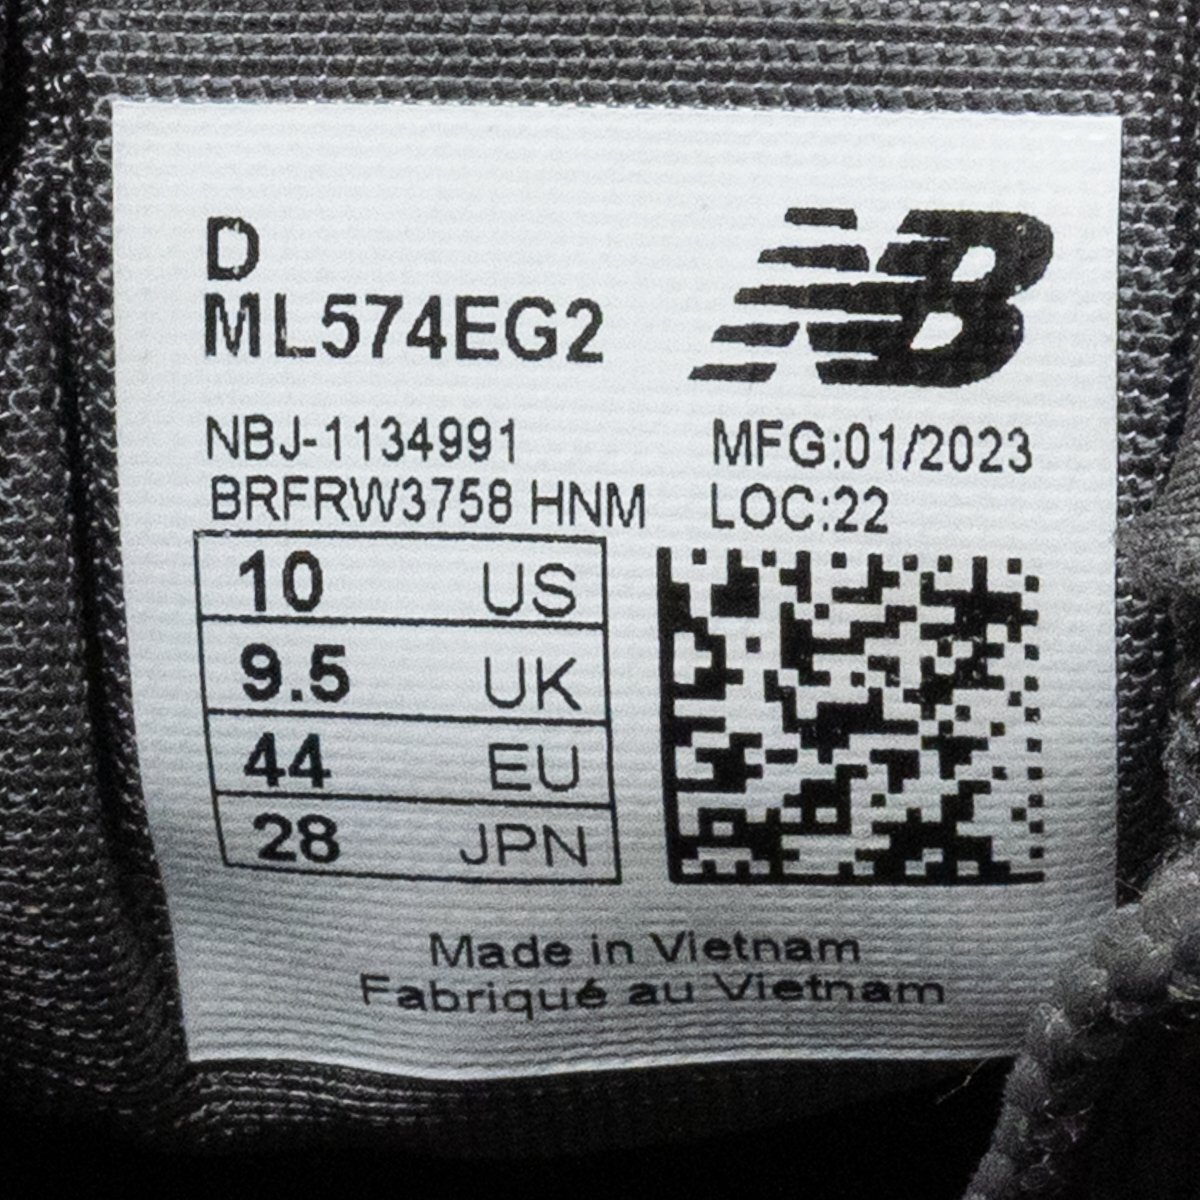 D
ML574EG2
NB
NBJ-1134991
MFG:01/2023
BRFRW3758 HNM
LOC:22
10 US
9.5 UK
44 EU
28 JPN
Made in Vietnam
Fabriqué au Vietnam